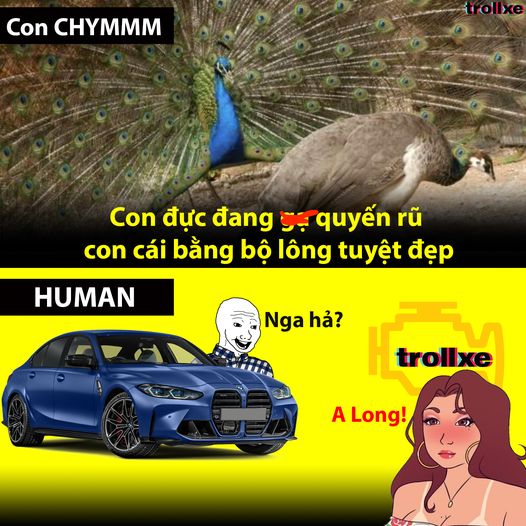 Con CHYMMM
trollxe
Con đực đang gạ quyến rũ
con cái bằng bộ lông tuyệt đẹp
HUMAN
Nga hả?
trollxe
A Long!